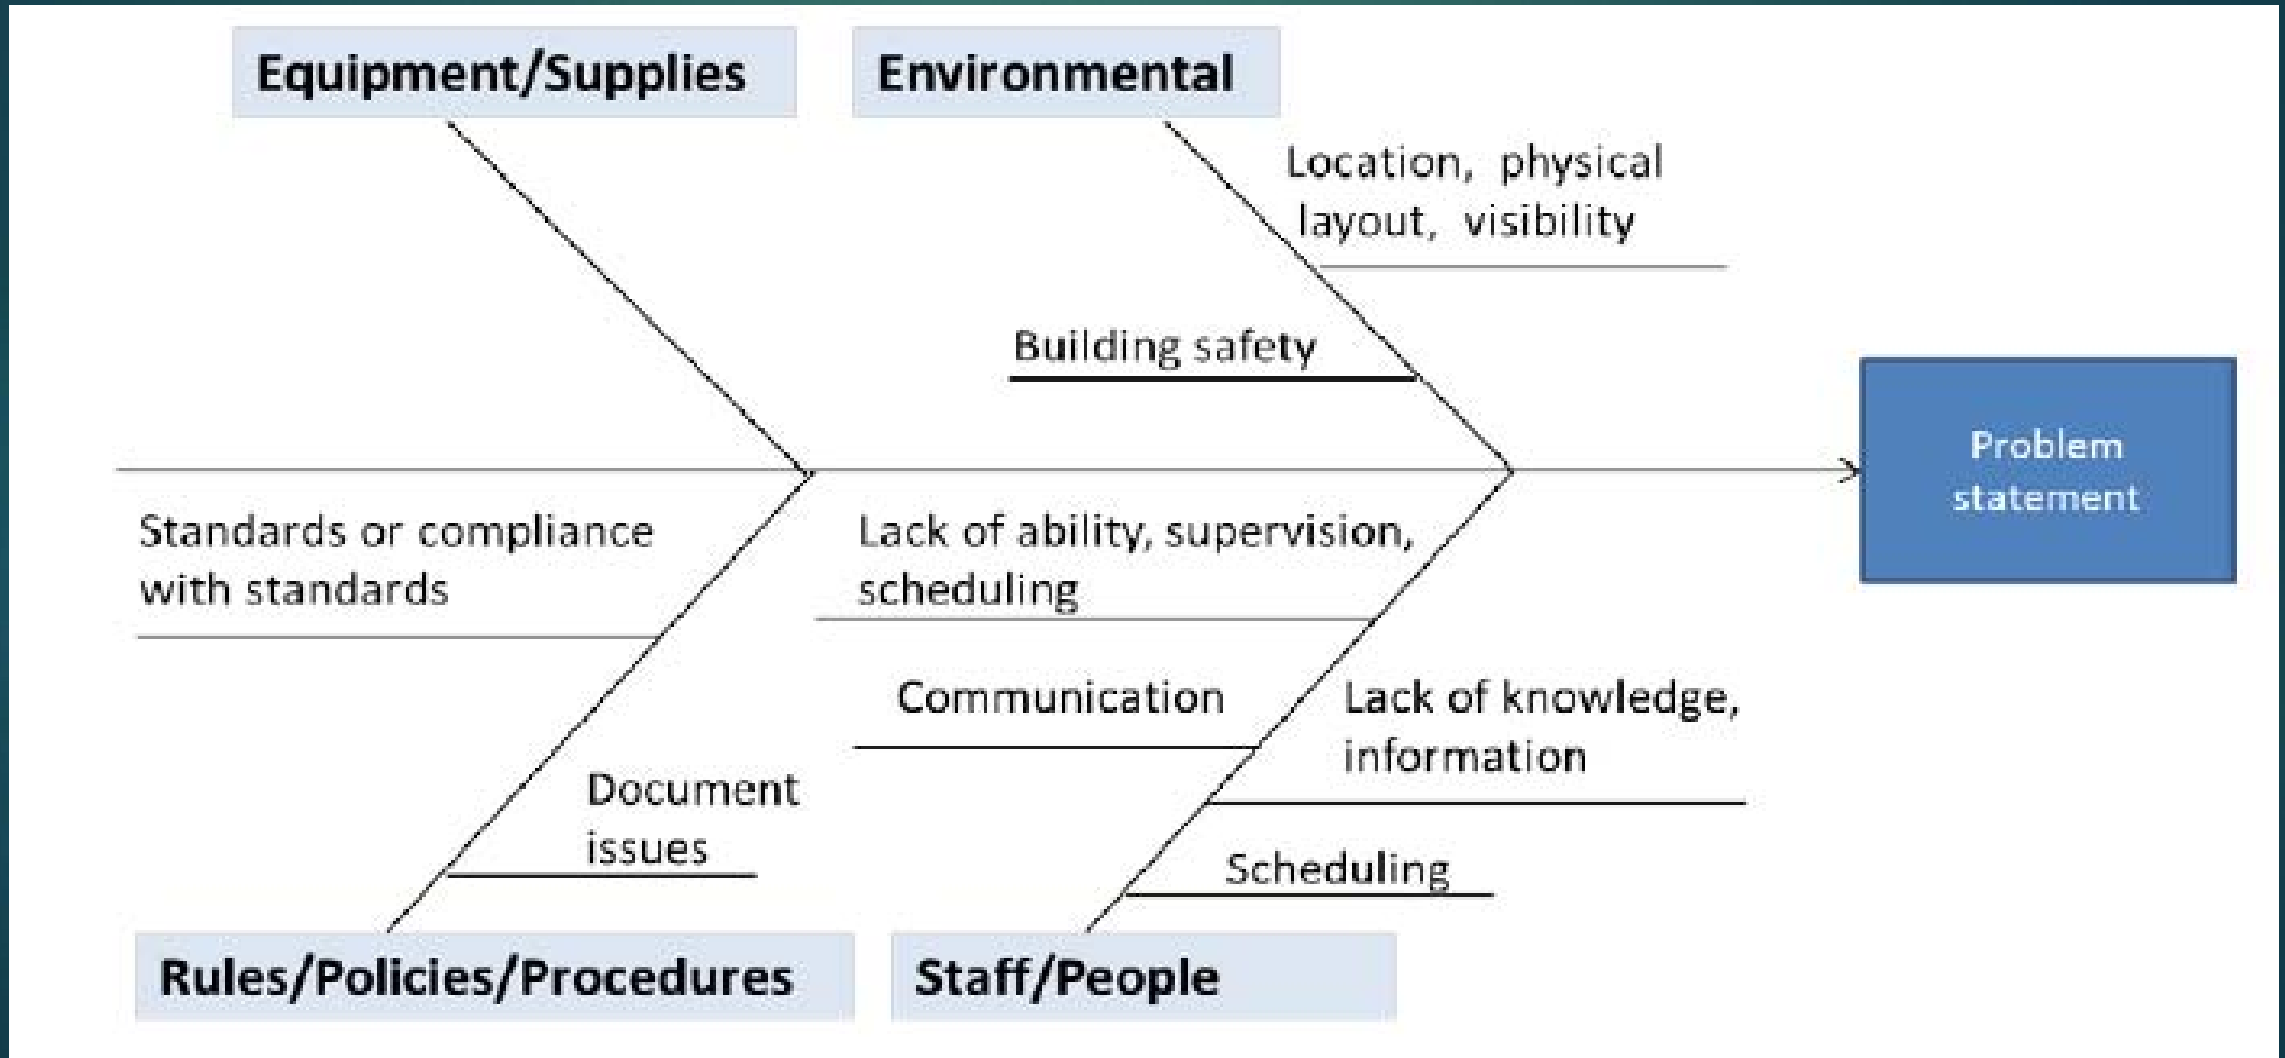 Equipment/Supplies
Environmental
Location, physical
layout, visibility
Building safety
Problem
statement
Standards or compliance
with standards
Lack of ability, supervision,
scheduling
Communication
Lack of knowledge,
information
Document
issues
Scheduling
Rules/Policies/Procedures
Staff/People